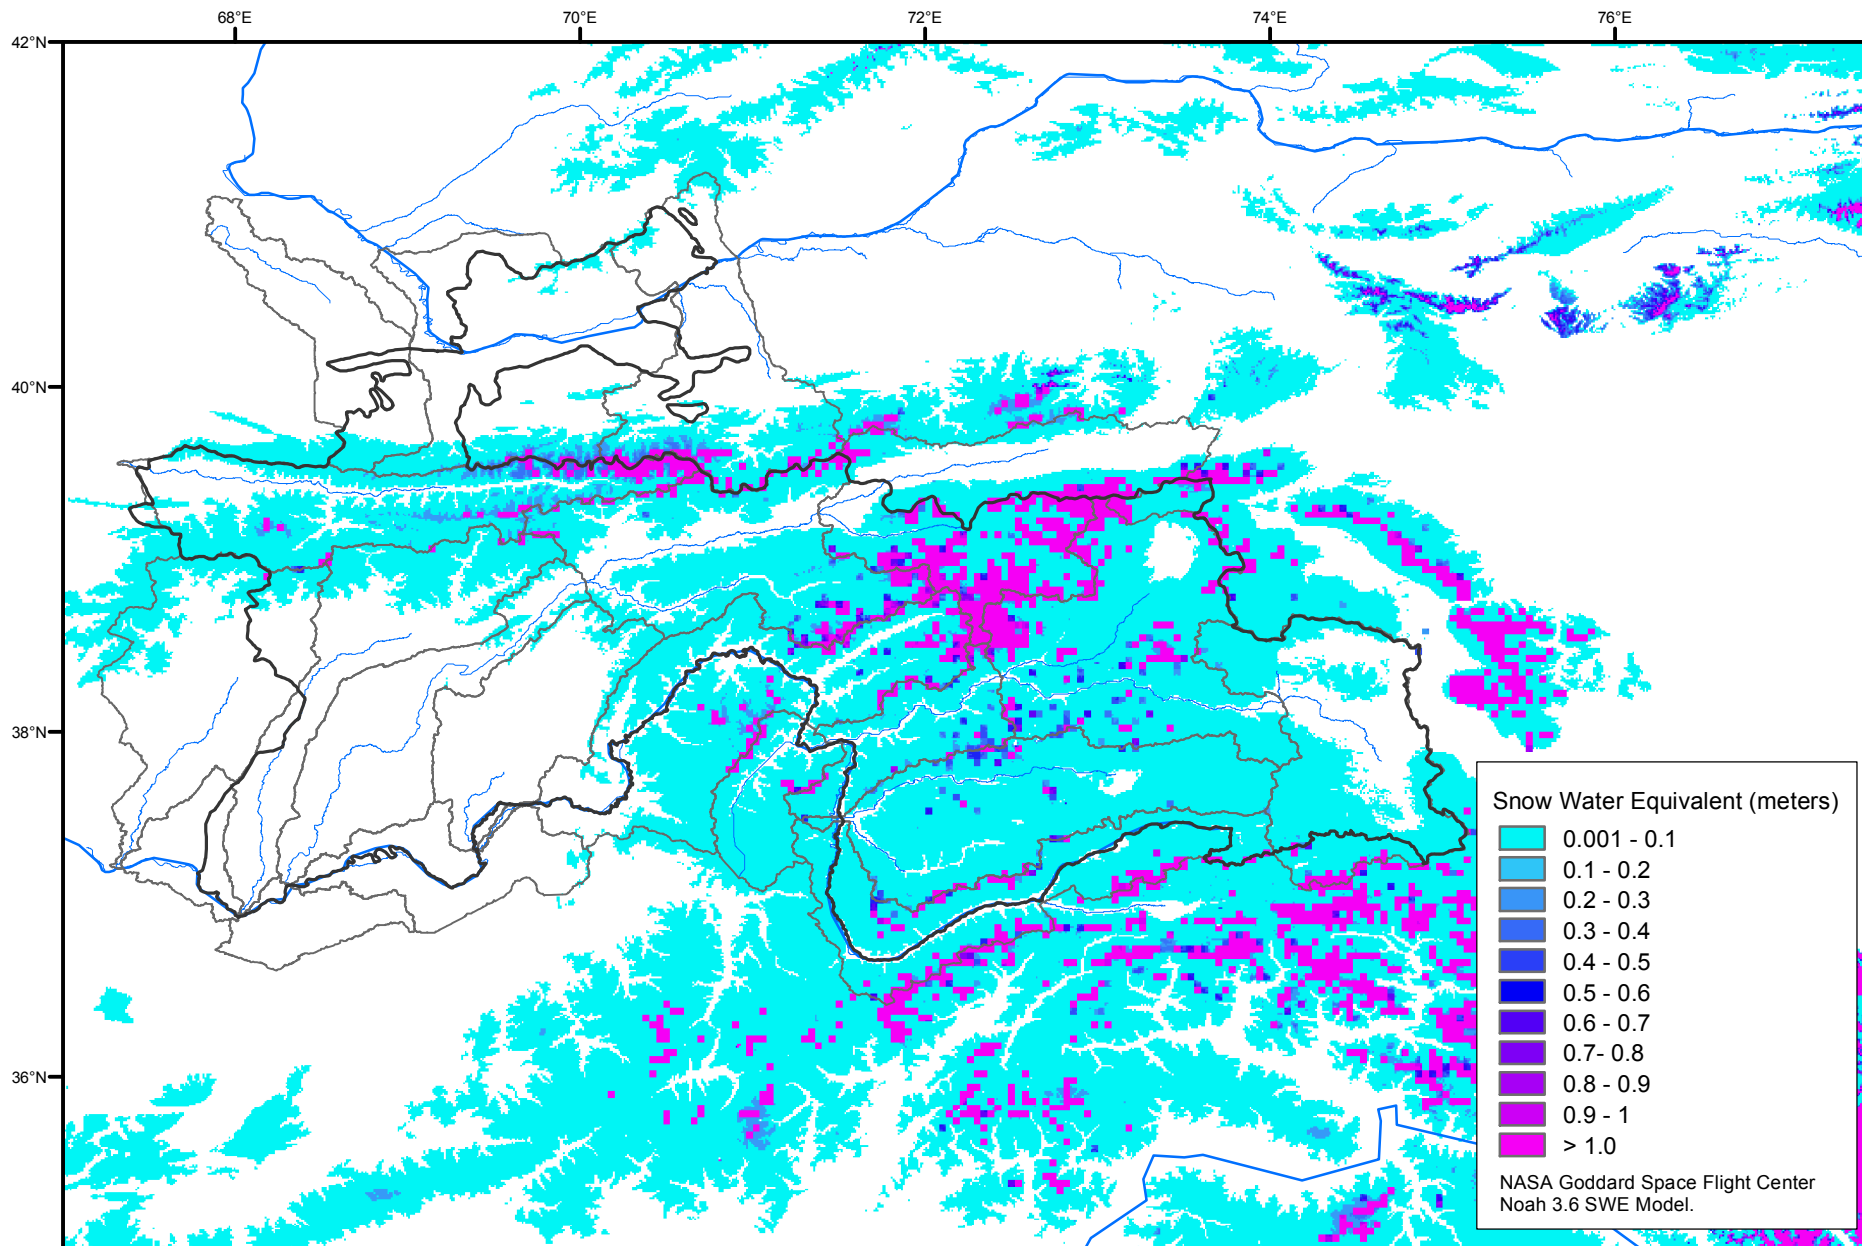 68°E 70°E 72°E 74°E 76°E
42°N
40°N
38°N
36°N
Snow Water Equivalent (meters)
0.001 - 0.1
0.1 - 0.2
0.2 - 0.3
0.3 - 0.4
0.4 - 0.5
0.5 - 0.6
0.6 - 0.7
0.7- 0.8
0.8 - 0.9
0.9 - 1
> 1.0
NASA Goddard Space Flight Center
Noah 3.6 SWE Model.